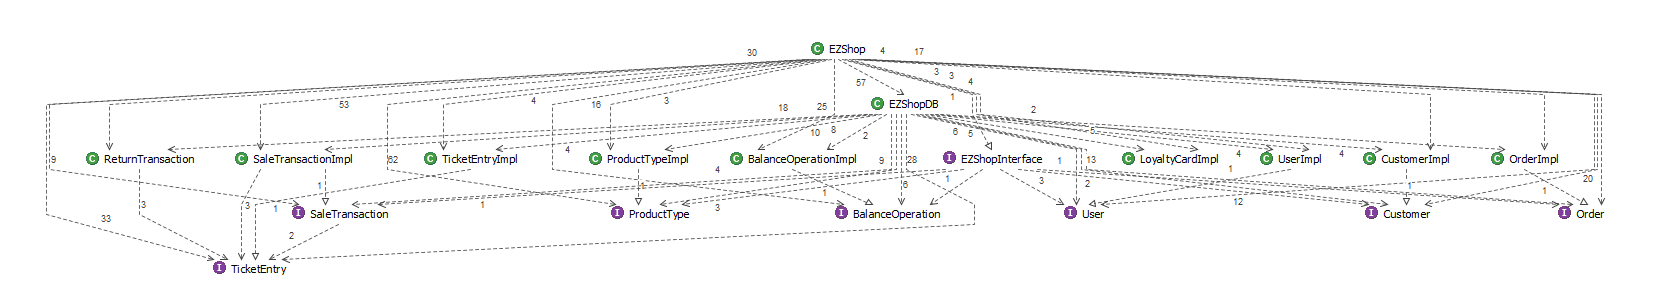 C EZShop 4 17
30
3 3 4
57
53 4 16 3 1
C EZShopDB
18 25 2
10 8 2 6 5 5
4 4 4
C ReturnTransaction
C SaleTransactionImpl
C TicketEntryImpl
C ProductTypeImpl
C BalanceOperationImpl
I EZShopInterface
C LoyaltyCardImpl
C UserImpl
C CustomerImpl
C OrderImpl
9 62 4 9 28 1 13 1
1 1 6 1 3 2 1 20
3 3 1 1 1 3 1 12 1
I SaleTransaction
I ProductType
I BalanceOperation
I User
I Customer
I Order
33
2
I TicketEntry